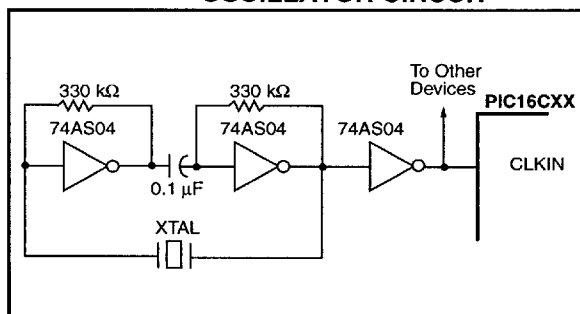 330 kΩ
330 kΩ
To Other
Devices
PIC16CXX
74AS04
74AS04
74AS04
CLKIN
0.1 µF
XTAL